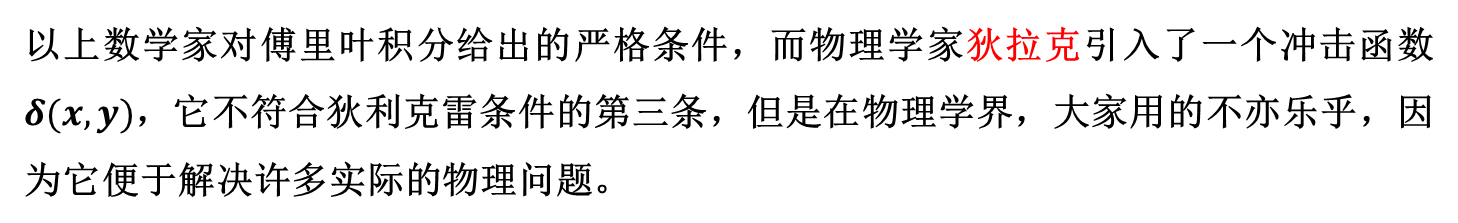 以上数学家对傅里叶积分给出的严格条件，而物理学家狄拉克引入了一个冲击函数
δ(x,y)，它不符合狄利克雷条件的第三条，但是在物理学界，大家用的不亦乐乎，因
为它便于解决许多实际的物理问题。